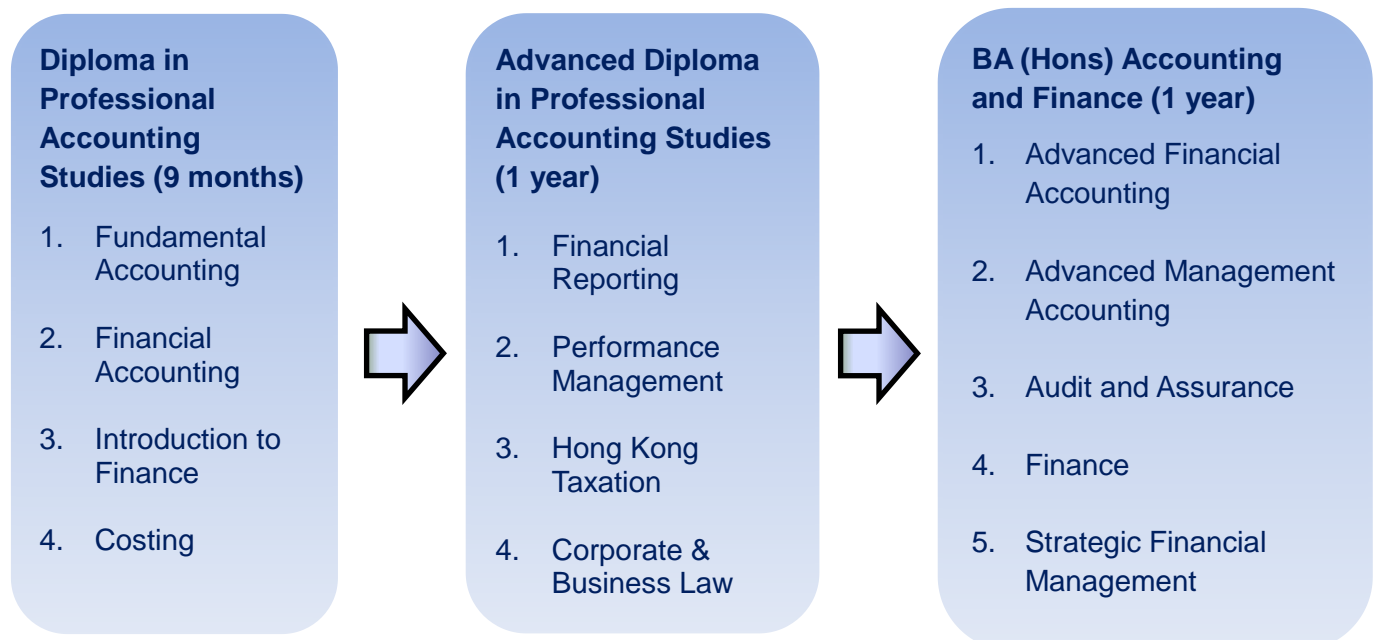 Diploma in
Professional
Accounting
Studies (9 months)
1. Fundamental
Accounting
2. Financial
Accounting
3. Introduction to
Finance
4. Costing
Advanced Diploma
in Professional
Accounting Studies
(1 year)
1. Financial
Reporting
2. Performance
Management
3. Hong Kong
Taxation
4. Corporate &
Business Law
BA (Hons) Accounting
and Finance (1 year)
1. Advanced Financial
Accounting
2. Advanced Management
Accounting
3. Audit and Assurance
4. Finance
5. Strategic Financial
Management